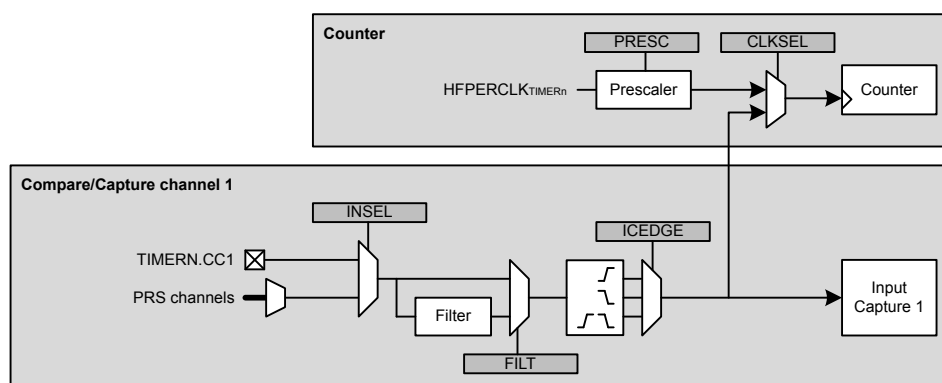 Counter
PRESC
CLKSEL
HFPERCLKTIMERn
Prescaler
Counter
Compare/Capture channel 1
INSEL
ICEDGE
TIMERN.CC1
PRS channels
Filter
Input
Capture 1
FILT